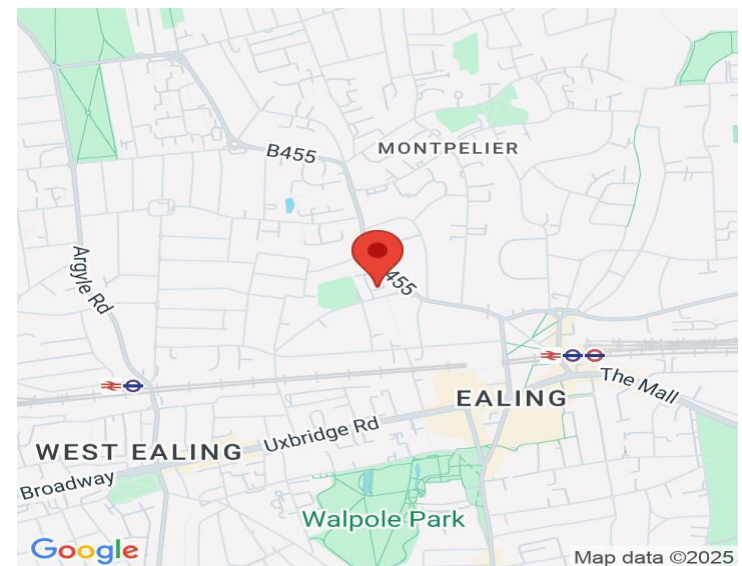 B455
MONTPELIER
Argyle Rd
455
The Mall
EALING
Uxbridge Rd
WEST EALING
Broadway
Walpole Park
Google
Map data ©2025